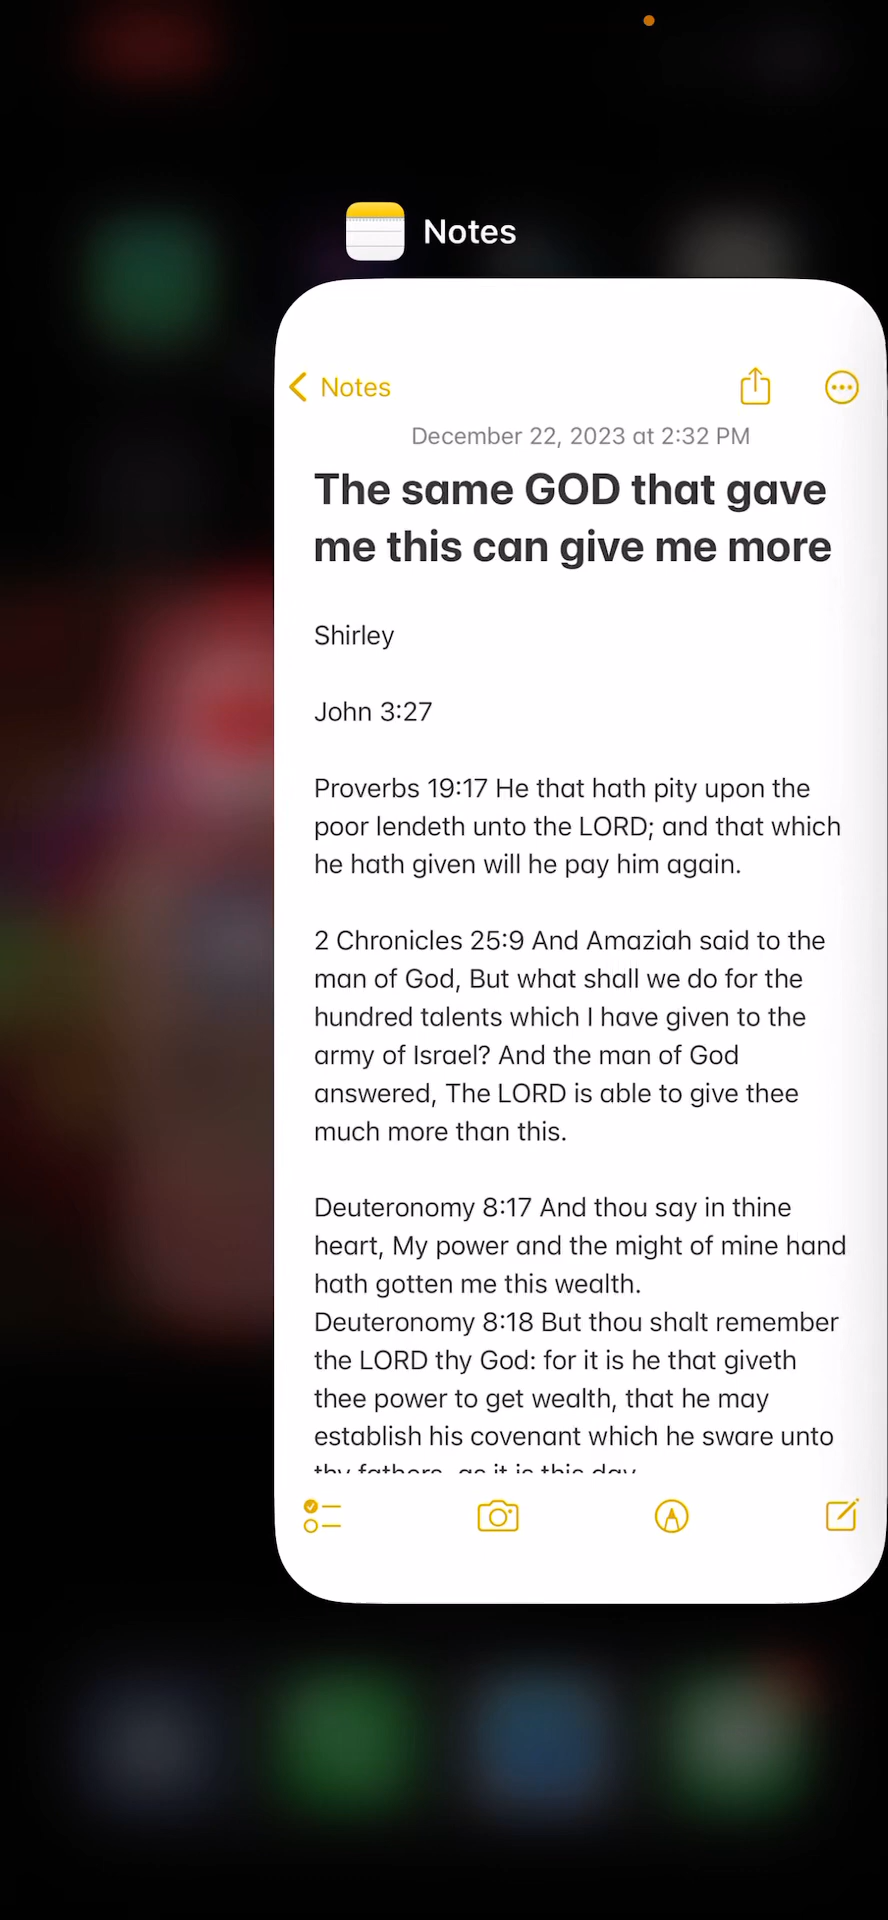 Notes
Notes
December 22, 2023 at 2:32 PM
The same GOD that gave
me this can give me more
Shirley
John 3:27
Proverbs 19:17 He that hath pity upon the
poor lendeth unto the LORD; and that which
he hath given will he pay him again.
2 Chronicles 25:9 And Amaziah said to the
man of God, But what shall we do for the
hundred talents which I have given to the
army of Israel? And the man of God
answered, The LORD is able to give thee
much more than this.
Deuteronomy 8:17 And thou say in thine
heart, My power and the might of mine hand
hath gotten me this wealth.
Deuteronomy 8:18 But thou shalt remember
the LORD thy God: for it is he that giveth
thee power to get wealth, that he may
establish his covenant which he sware unto
thy fathers, as it is this day.